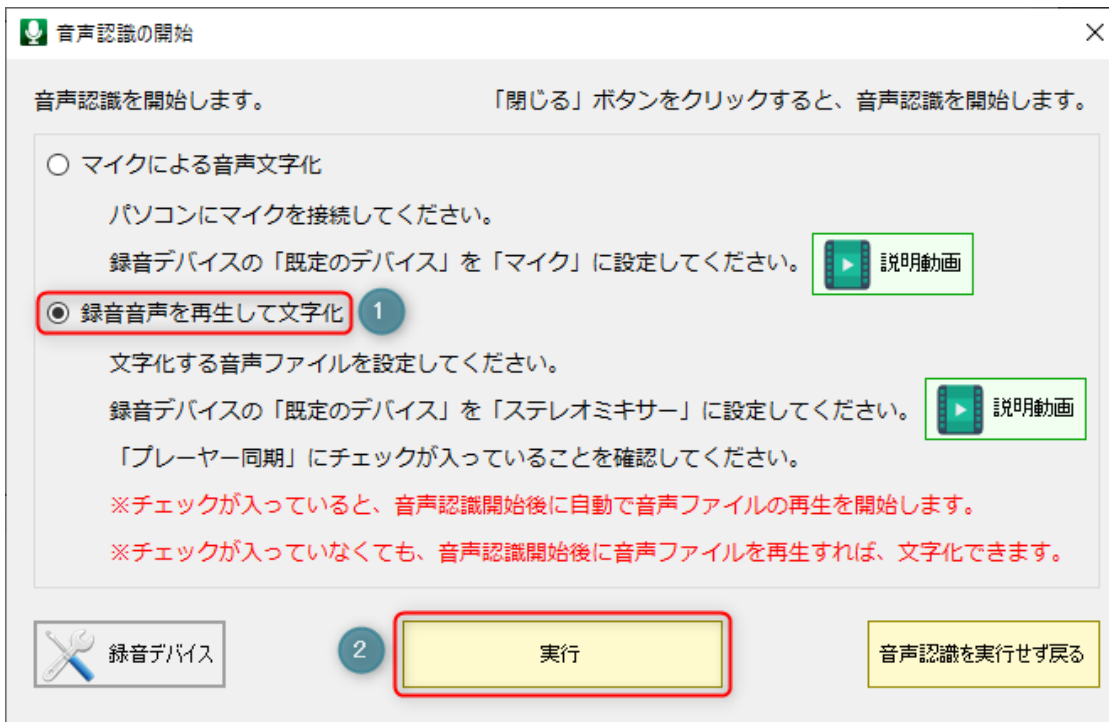 音声認識の開始
音声認識を開始します。
「閉じる」ボタンをクリックすると、音声認識を開始します。
マイクによる音声文字化
パソコンにマイクを接続してください。
録音デバイスの「既定のデバイス」を「マイク」に設定してください。
説明動画
録音音声を再生して文字化
1
文字化する音声ファイルを設定してください。
録音デバイスの「既定のデバイス」を「ステレオミキサー」に設定してください。
説明動画
「プレーヤー同期」にチェックが入っていることを確認してください。
※チェックが入っていると、音声認識開始後に自動で音声ファイルの再生を開始します。
※チェックが入っていなくても、音声認識開始後に音声ファイルを再生すれば、文字化できます。
録音デバイス
2
実行
音声認識を実行せず戻る